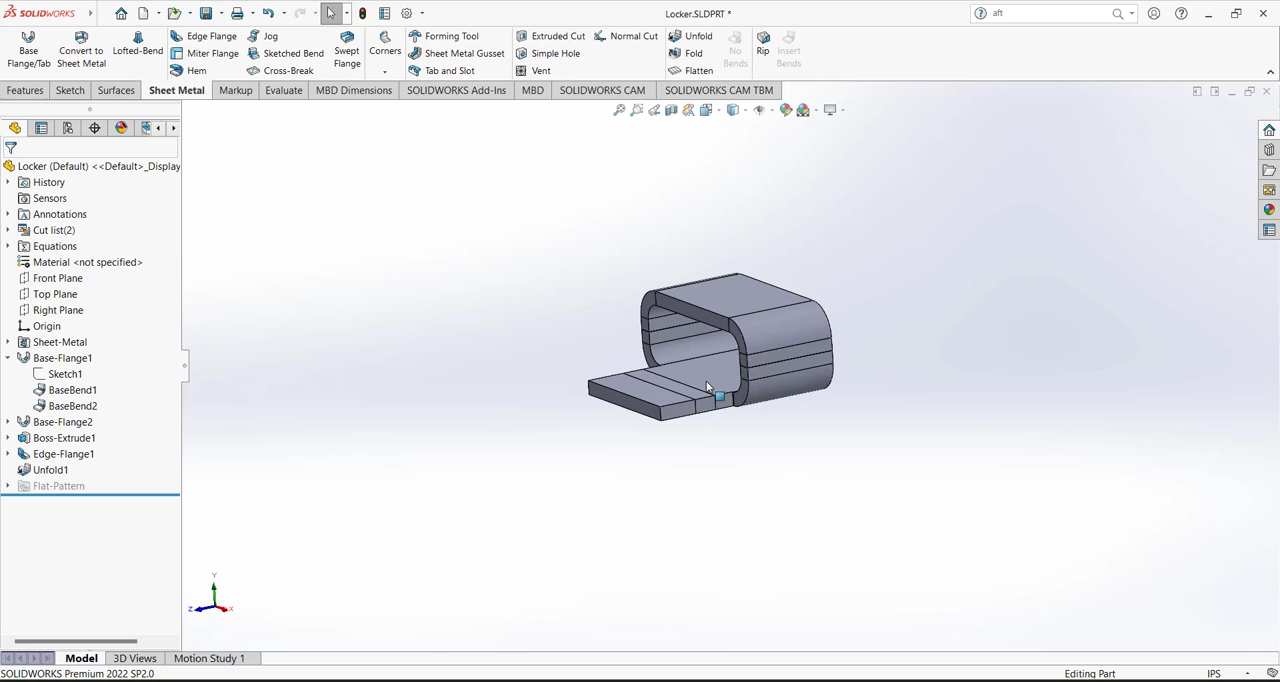 SOLIDWORKS
Locker.SLDPRT *
aft
Base
Flange/Tab
Convert to
Sheet Metal
Lofted-Bend
Edge Flange
Miter Flange
Hem
Jog
Sketched Bend
Cross-Break
Swept
Flange
Corners
Forming Tool
Sheet Metal Gusset
Tab and Slot
Extruded Cut
Simple Hole
Vent
Normal Cut
Unfold
Fold
Flatten
No
Bends
Rip
Insert
Bends
Features
Sketch
Surfaces
Sheet Metal
Markup
Evaluate
MBD Dimensions
SOLIDWORKS Add-Ins
MBD
SOLIDWORKS CAM
SOLIDWORKS CAM TBM
Locker (Default) <<Default>_Display
History
Sensors
Annotations
Cut list(2)
Equations
Material <not specified>
Front Plane
Top Plane
Right Plane
Origin
Sheet-Metal
Base-Flange1
Sketch1
BaseBend1
BaseBend2
Base-Flange2
Boss-Extrude1
Edge-Flange1
Unfold1
Flat-Pattern
Y
Z
X
Model
3D Views
Motion Study 1
SOLIDWORKS Premium 2022 SP2.0
Editing Part
IPS